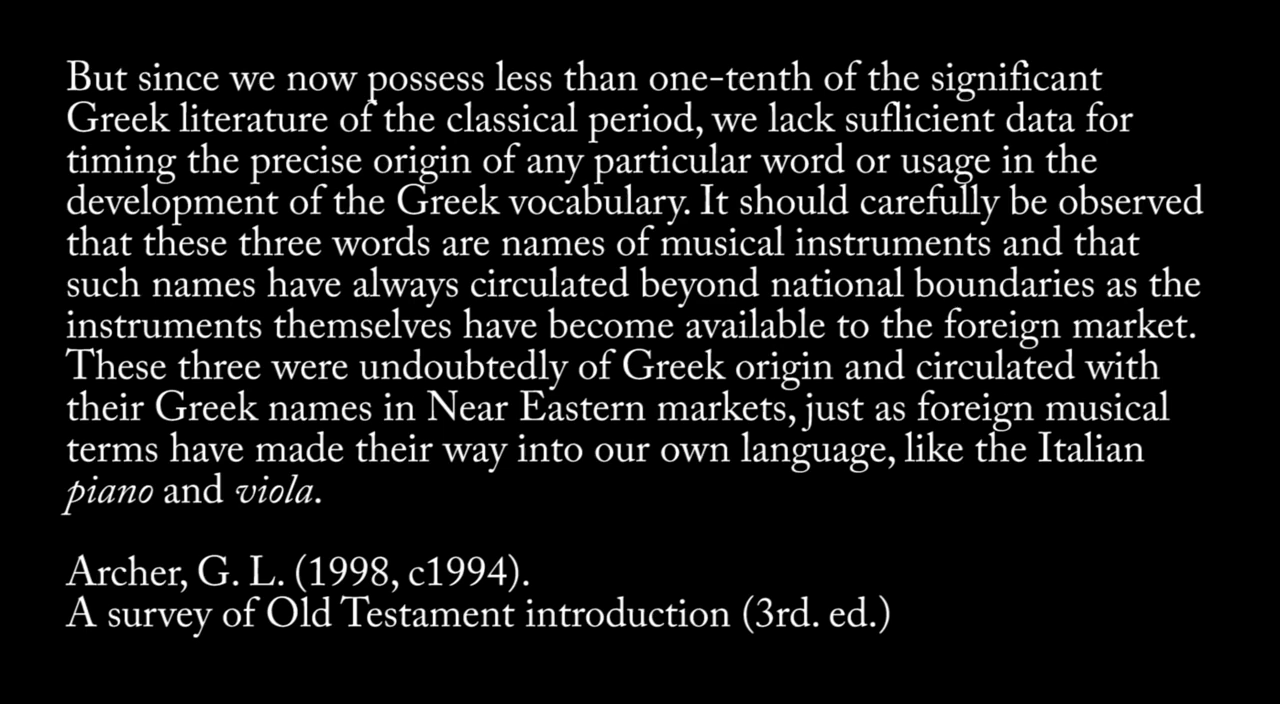 But since we now possess less than one-tenth of the significant
Greek literature of the classical period, we lack suflicient data for
timing the precise origin of any particular word or usage in the
development of the Greek vocabulary. It should carefully be observed
that these three words are names of musical instruments and that
such names have always circulated beyond national boundaries as the
instruments themselves have become available to the foreign market.
These three were undoubtedly of Greek origin and circulated with
their Greek names in Near Eastern markets, just as foreign musical
terms have made their way into our own language, like the Italian
piano and viola.
Archer, G. L. (1998, c1994).
A survey of Old Testament introduction (3rd. ed.)